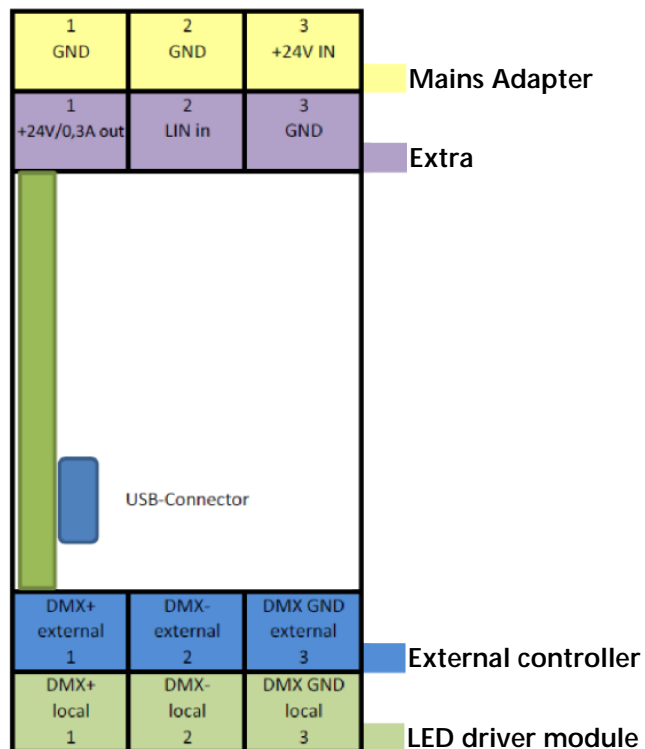 1 2 3
GND GND +24V IN
Mains Adapter
1 2 3
+24V/0,3A out LIN in GND
Extra
USB-Connector
DMX+ DMX- DMX GND
external external external
1 2 3
External controller
DMX+ DMX- DMX GND
local local local
1 2 3
LED driver module